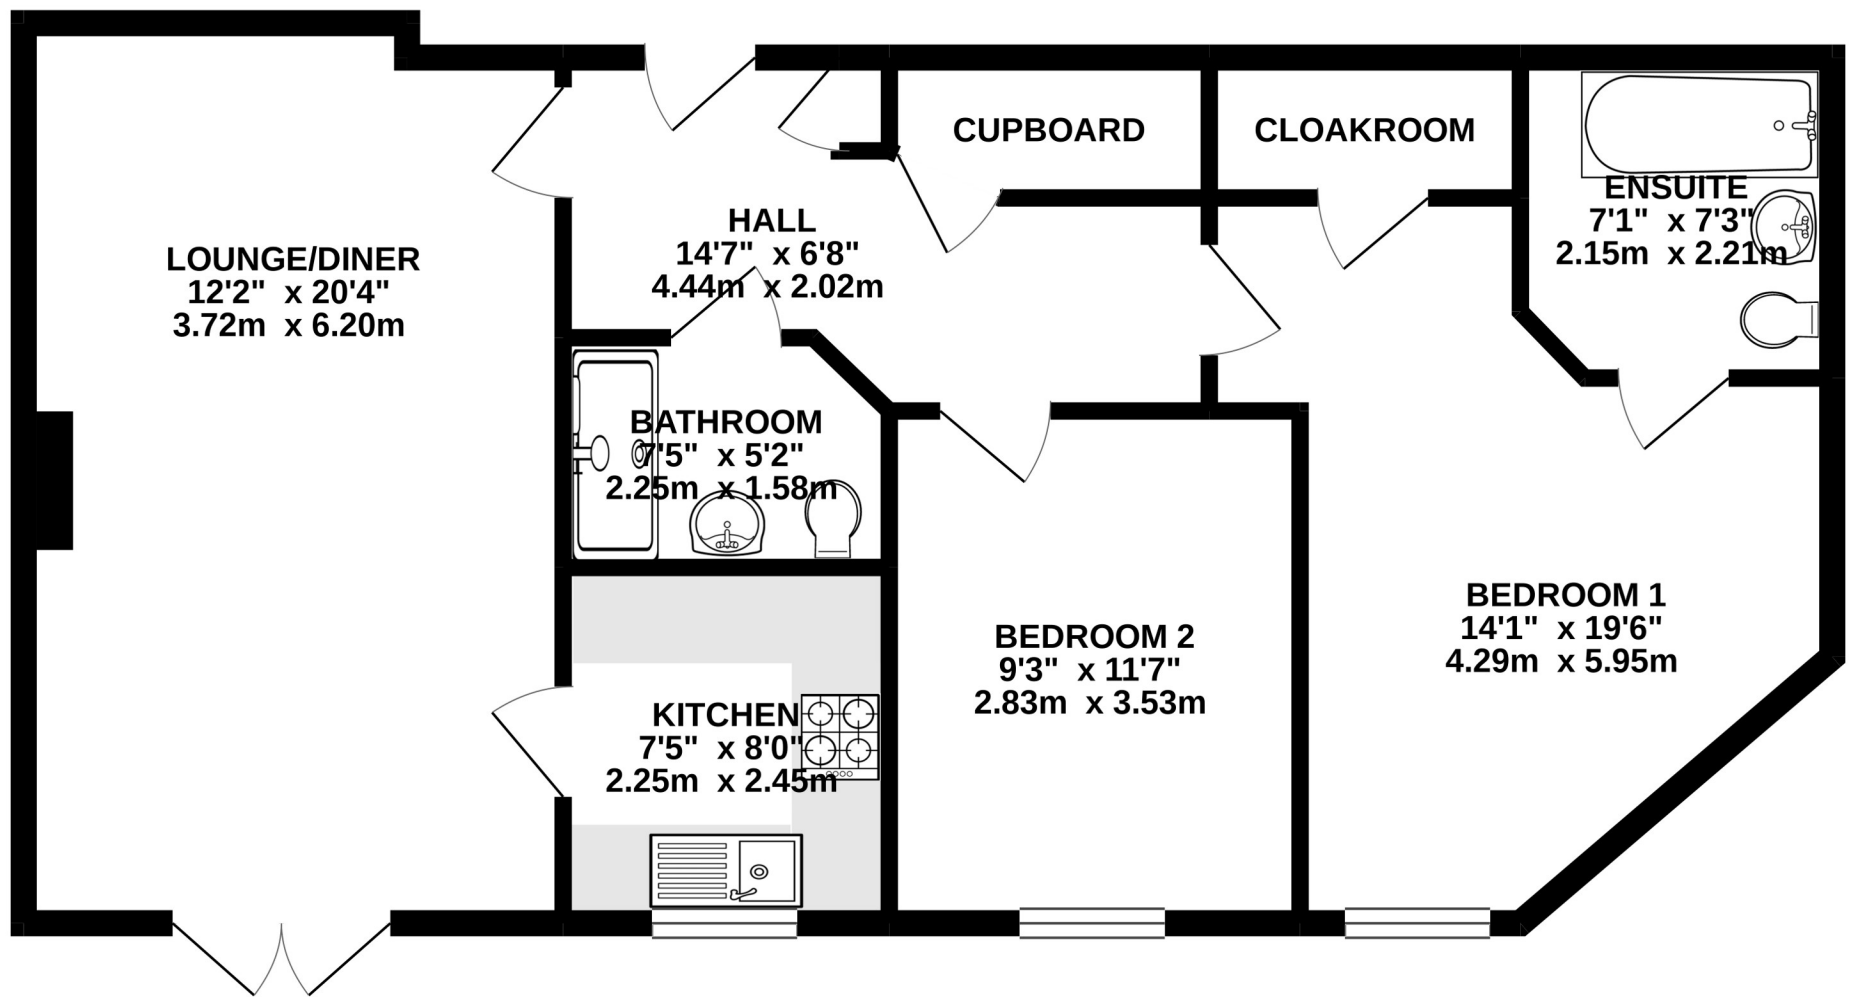 LOUNGE/DINER
12'2" x 20'4"
3.72m x 6.20m
HALL
14'7" x 6'8"
4.44m x 2.02m
CUPBOARD
CLOAKROOM
ENSUITE
7'1" x 7'3"
2.15m x 2.21m
BATHROOM
7'5" x 5'2"
2.25m x 1.58m
KITCHEN
7'5" x 8'0"
2.25m x 2.45m
BEDROOM 2
9'3" x 11'7"
2.83m x 3.53m
BEDROOM 1
14'1" x 19'6"
4.29m x 5.95m